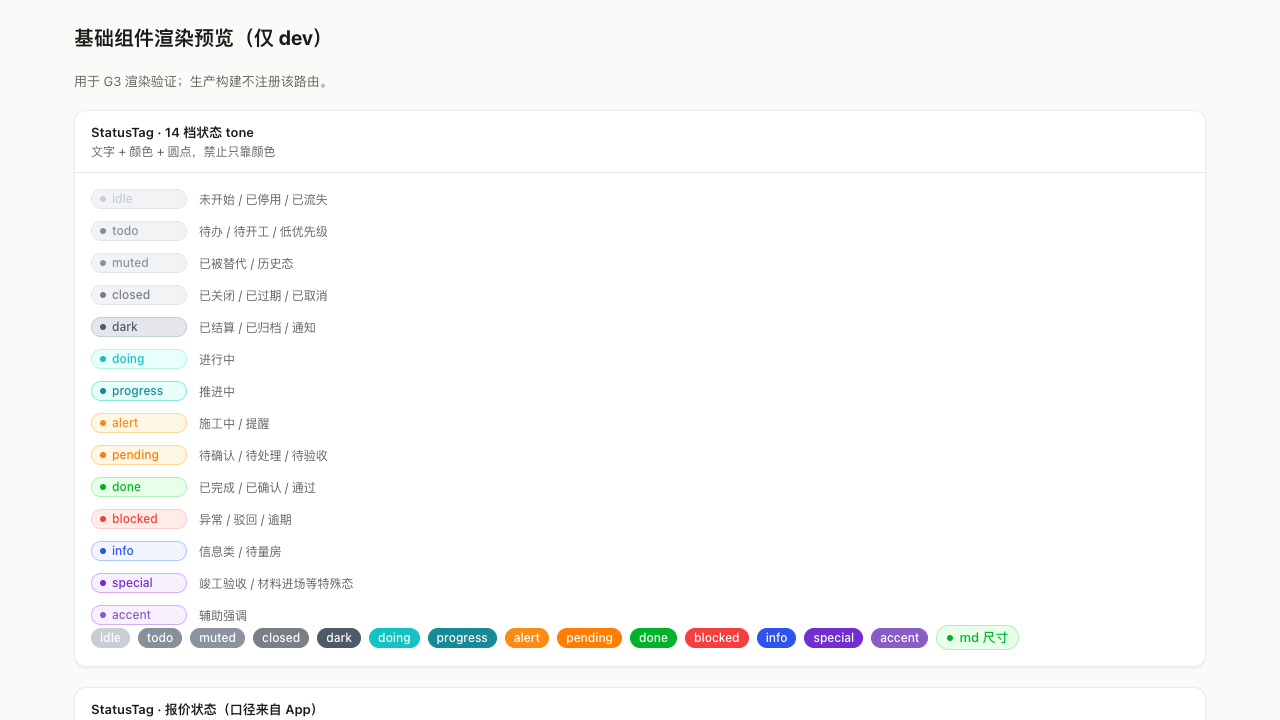 基础组件渲染预览（仅 dev）
用于 G3 渲染验证；生产构建不注册该路由。
StatusTag · 14 档状态 tone
文字 + 颜色 + 圆点，禁止只靠颜色
idle 未开始 / 已停用 / 已流失
todo 待办 / 待开工 / 低优先级
muted 已被替代 / 历史态
closed 已关闭 / 已过期 / 已取消
dark 已结算 / 已归档 / 通知
doing 进行中
progress 推进中
alert 施工中 / 提醒
pending 待确认 / 待处理 / 待验收
done 已完成 / 已确认 / 通过
blocked 异常 / 驳回 / 逾期
info 信息类 / 待量房
special 竣工验收 / 材料进场等特殊态
accent 辅助强调
idle todo muted closed dark doing progress alert pending done blocked info special accent md 尺寸
StatusTag · 报价状态（口径来自 App）